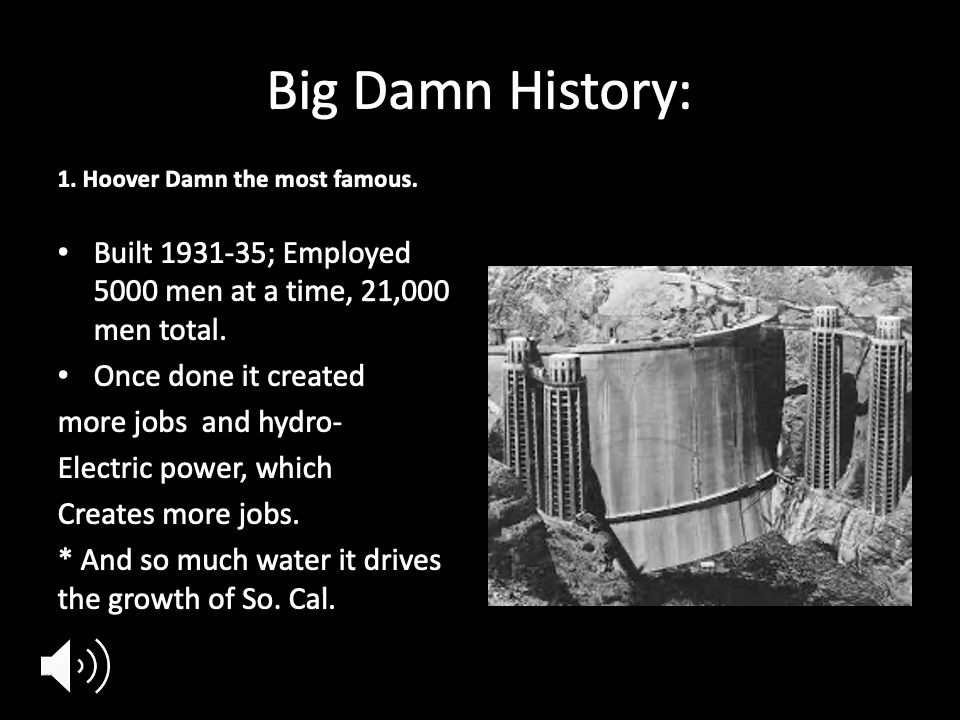 Big Damn History:
1. Hoover Damn the most famous.
• Built 1931-35; Employed
5000 men at a time, 21,000
men total.
• Once done it created
more jobs  and hydro-
Electric power, which
Creates more jobs.
* And so much water it drives
the growth of So. Cal.